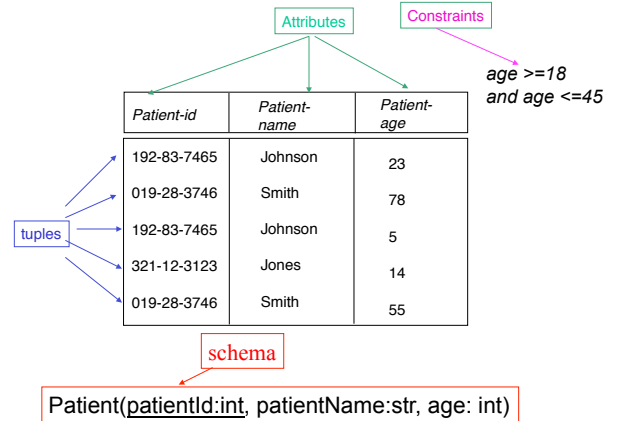 Attributes
Constraints
age >=18
and age <=45
Patient-id
Patient-
name
Patient-
age
192-83-7465 Johnson 23
019-28-3746 Smith 78
192-83-7465 Johnson 5
321-12-3123 Jones 14
019-28-3746 Smith 55
tuples
schema
Patient(patientId:int, patientName:str, age: int)